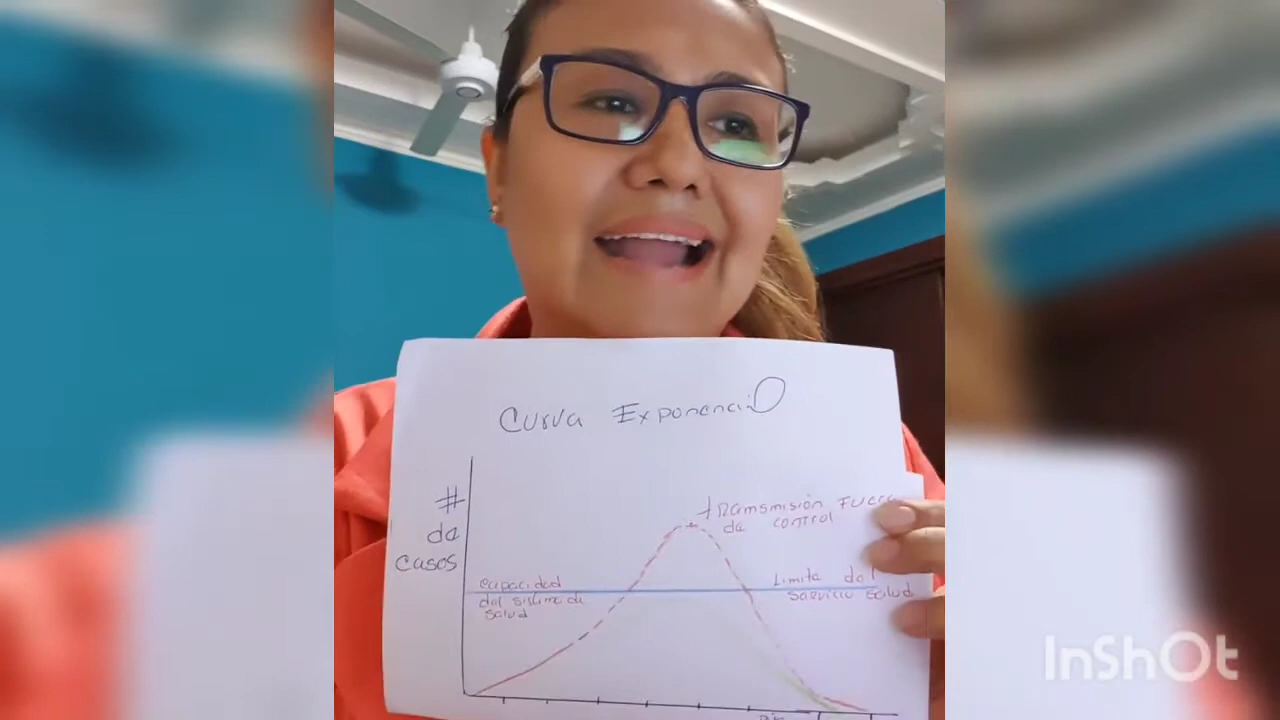 Curva Exponencial
#
de
casos
transmisión Fuera
de control
capacidad
del sistema de
salud
Limite del
servicio salud
InShOt